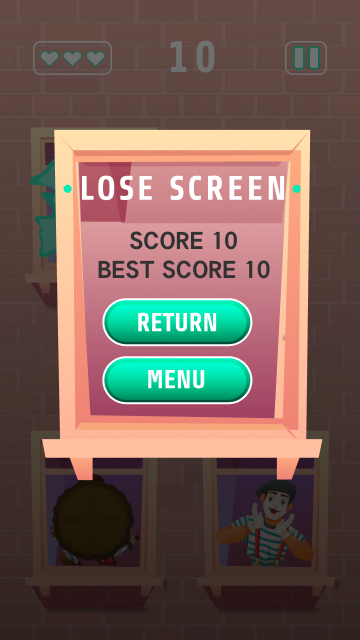 10
LOSE SCREEN
SCORE 10
BEST SCORE 10
RETURN
MENU